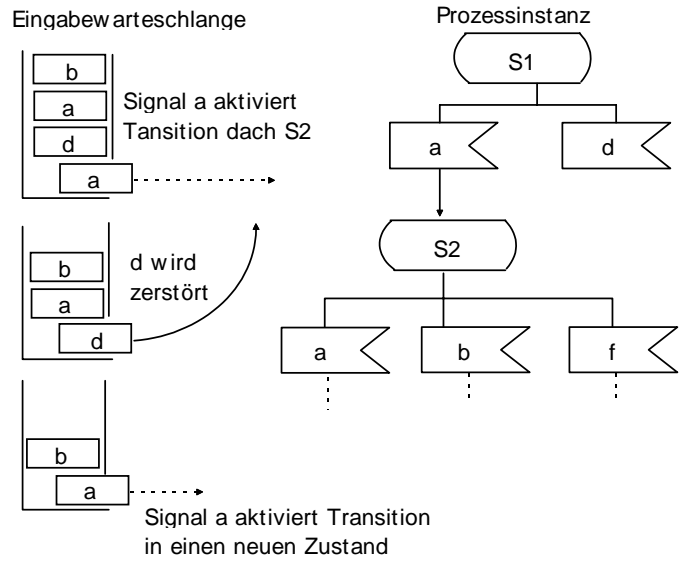 Eingabewarteschlange
b
a
d
a
Signal a aktiviert
Tansition dach S2
b
a
d
d wird
zerstört
b
a
Signal a aktiviert Transition
in einen neuen Zustand
Prozessinstanz
S1
a
d
S2
a
b
f